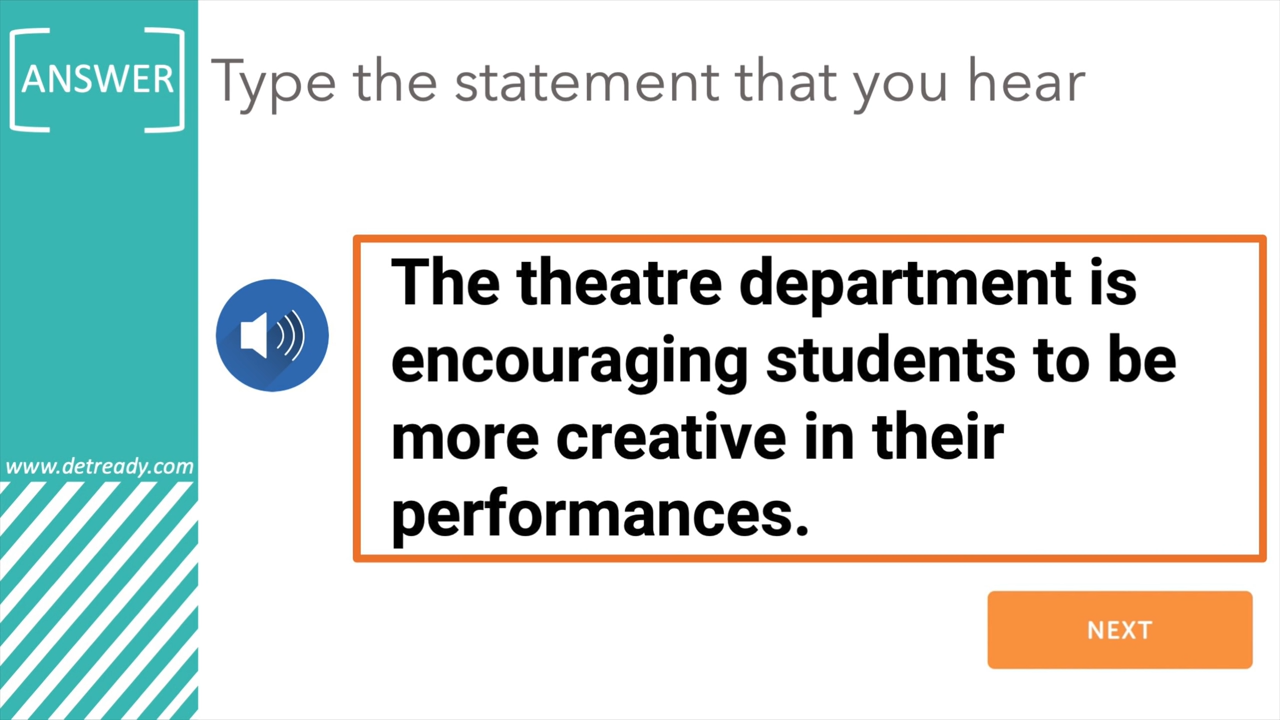 ANSWER
Type the statement that you hear
The theatre department is
encouraging students to be
more creative in their
performances.
www.detready.com
NEXT